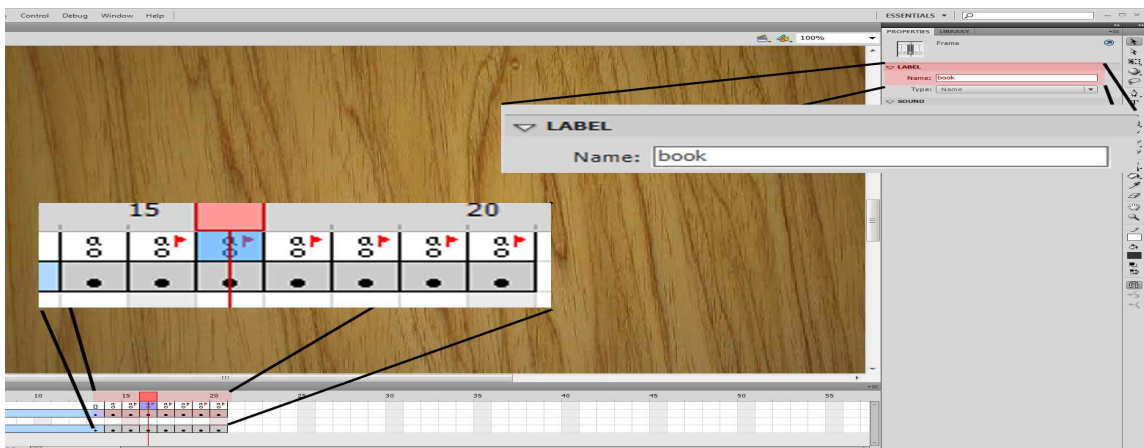 Control Debug Window Help
ESSENTIALS
100%
PROPERTIES LIBRARY
Frame
LABEL
Name: book
Type: Name
SOUND
LABEL
Name: book
15 20
10 15 20 25 30 35 40 45 50 55